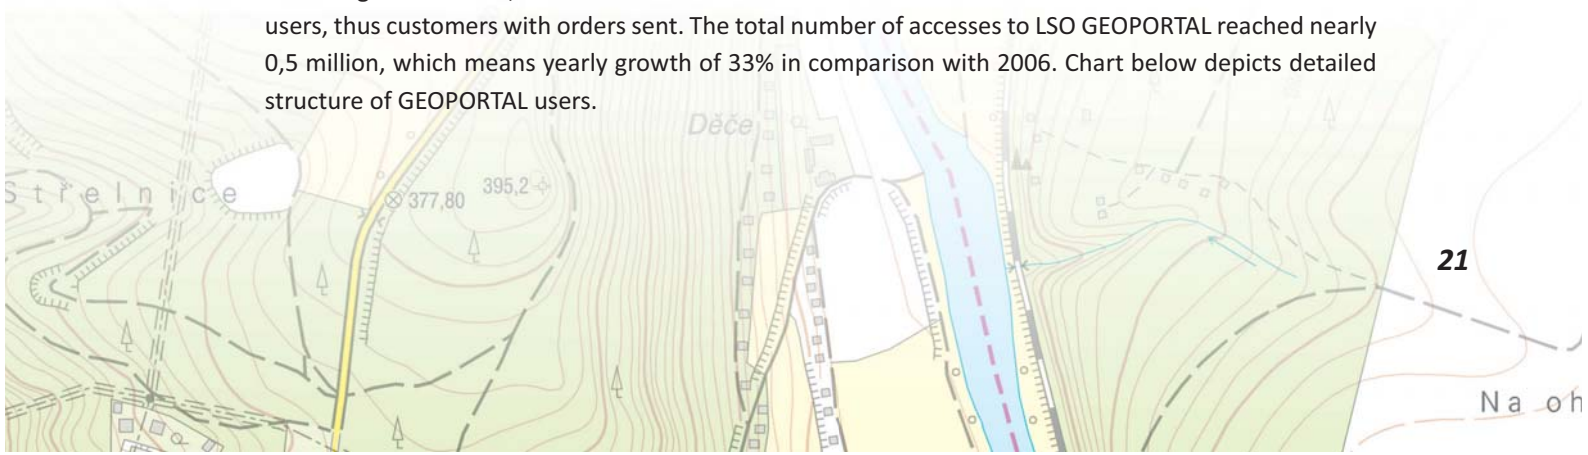 users, thus customers with orders sent. The total number of accesses to LSO GEOPORTAL reached nearly
0,5 million, which means yearly growth of 33% in comparison with 2006. Chart below depicts detailed
structure of GEOPORTAL users.
Děče
Střelnice
395,2
377,80
21
Na oh